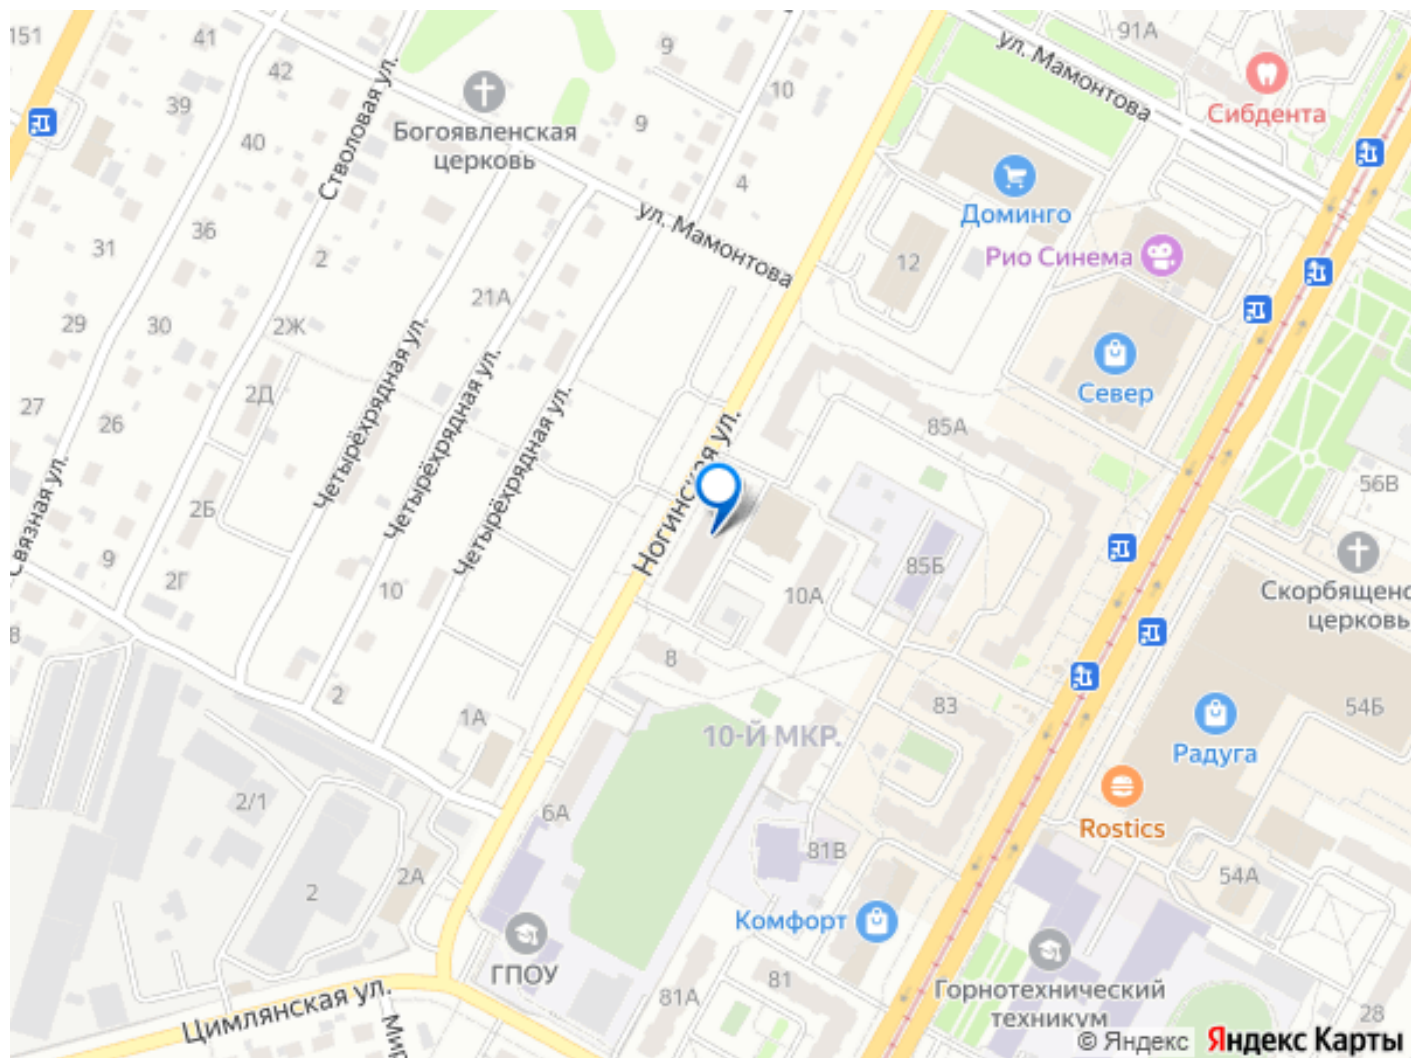 151
41
42
39
40
Стволовая ул.
9
Богоявленская
церковь
9
10
4
ул. Мамонтова
91А
ул. Мамонтова
Сибдента
Доминго
Рио Синема
12
Север
31
36
2
29
30
2Ж
21А
27
26
2Д
Четырёхрядная ул.
Четырёхрядная ул.
Четырёхрядная ул.
Ногинская ул.
85А
56В
Связная ул.
2Б
9
2Г
10
10А
85Б
Скорбященс
церковь
8
8
2
1А
10-Й МКР.
83
54Б
Радуга
Rostics
2/1
6А
81В
2
2А
54А
Комфорт
ГПОУ
81
81А
Горнотехнический
техникум
28
Цимлянская ул.
Мир
© Яндекс Яндекс Карты